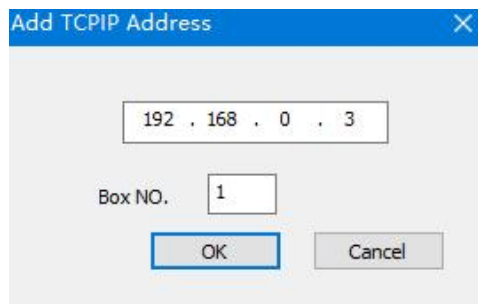 Add TCPIP Address
192 . 168 . 0 . 3
Box NO. 1
OK Cancel